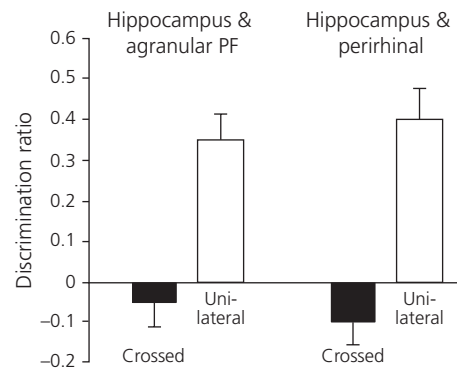 Hippocampus &
agranular PF
Hippocampus &
perirhinal
Discrimination ratio
0.6
0.5
0.4
0.3
0.2
0.1
0
–0.1
–0.2
Uni-
lateral
Crossed
Uni-
lateral
Crossed